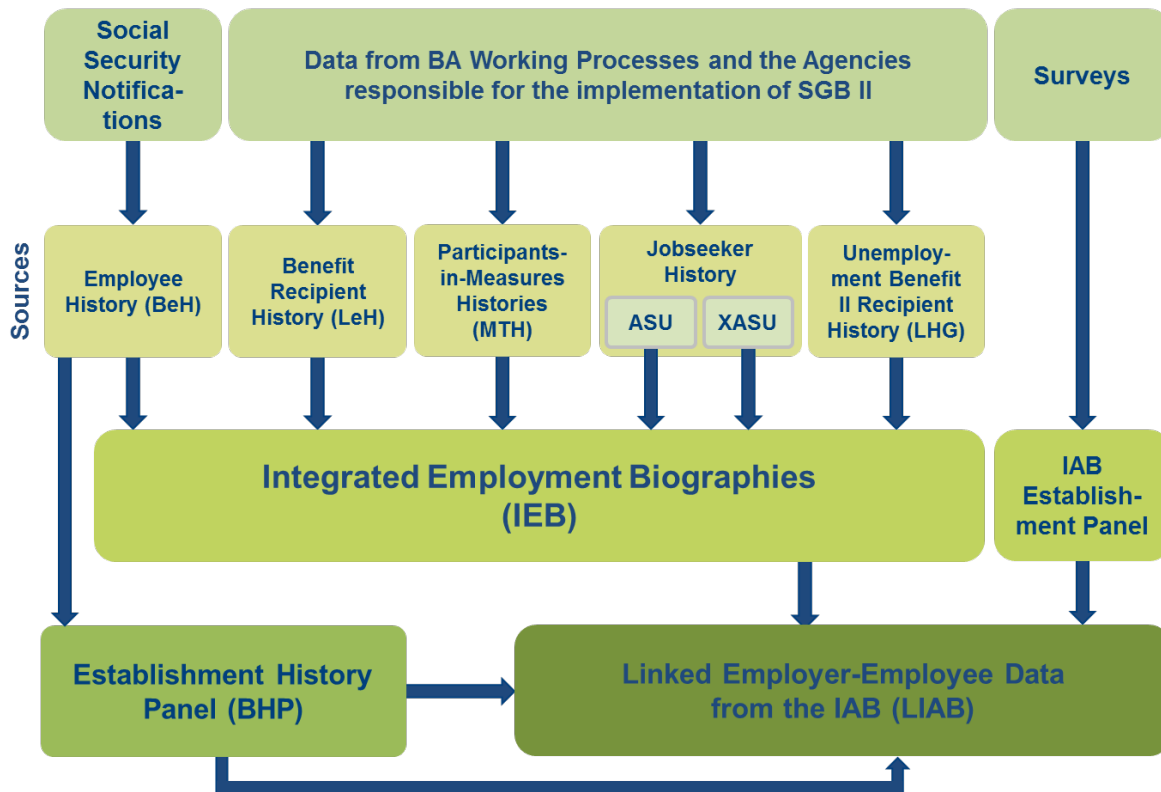 Social
Security
Notifica-
tions
Data from BA Working Processes and the Agencies
responsible for the implementation of SGB II
Surveys
Sources
Employee
History (BeH)
Benefit
Recipient
History (LeH)
Participants-
in-Measures
Histories
(MTH)
Jobseeker
History
ASU
XASU
Unemploy-
ment Benefit
II Recipient
History (LHG)
Integrated Employment Biographies
(IEB)
IAB
Establish-
ment Panel
Establishment History
Panel (BHP)
Linked Employer-Employee Data
from the IAB (LIAB)